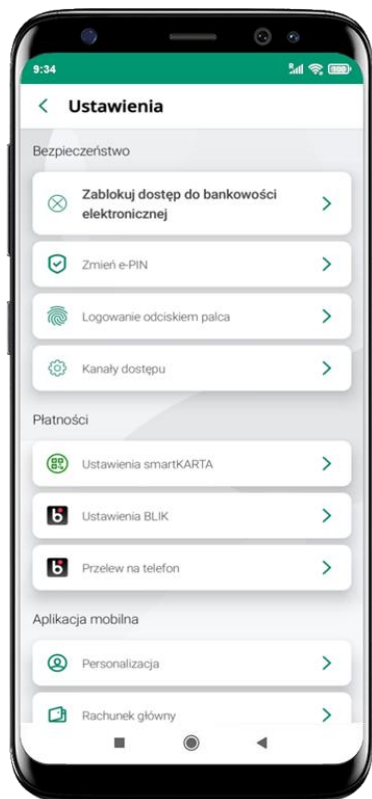 9:34
Ustawienia
Bezpieczeństwo
Zablokuj dostęp do bankowości
elektronicznej
Zmień e-PIN
Logowanie odciskiem palca
Kanały dostępu
Płatności
Ustawienia smartKARTA
Ustawienia BLIK
Przelew na telefon
Aplikacja mobilna
Personalizacja
Rachunek główny